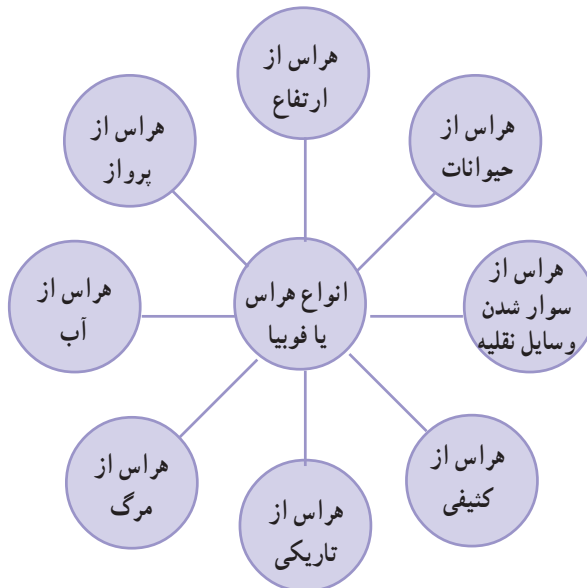 هراس از
ارتفاع
هراس از
حیوانات
هراس از
سوار شدن
وسایل نقلیه
هراس از
کثیفی
هراس از
تاریکی
هراس از
مرگ
هراس از
آب
هراس از
پرواز
انواع هراس
یا فوبیا